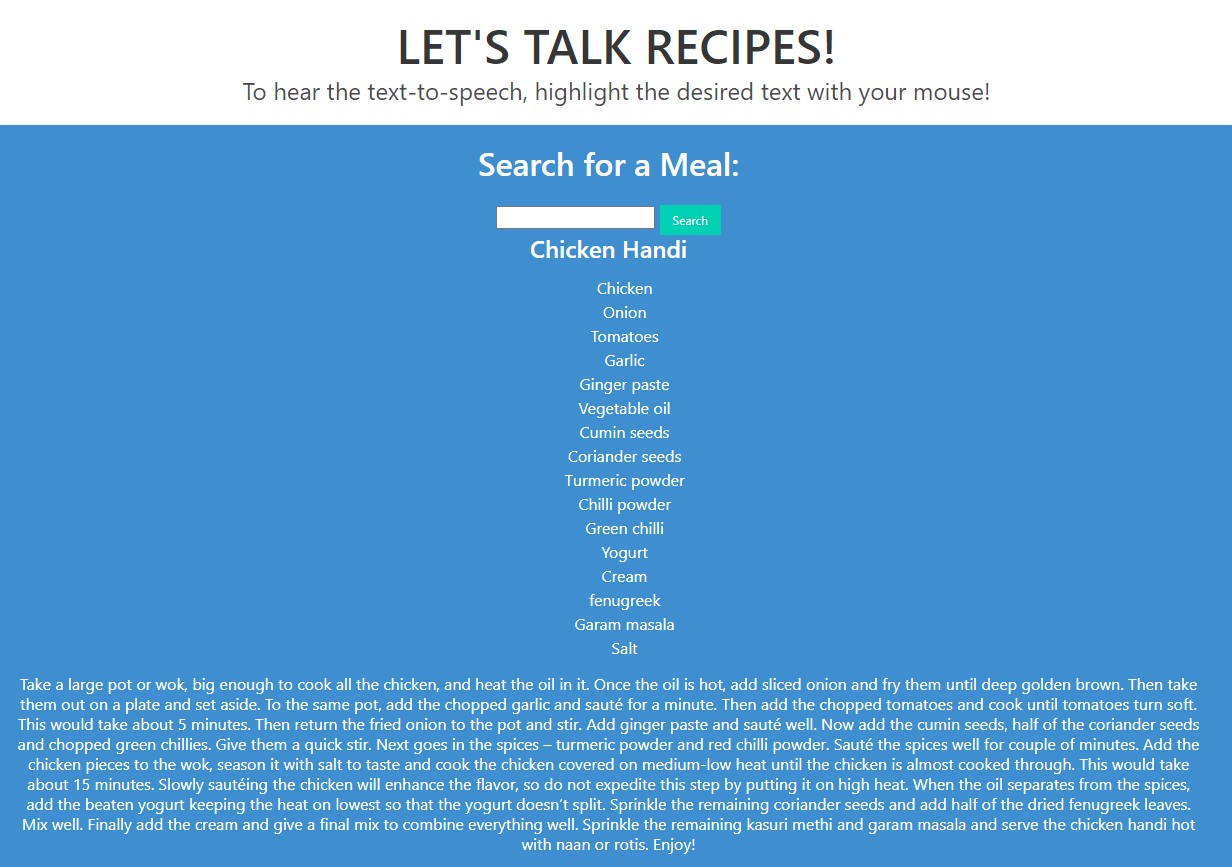 LET'S TALK RECIPES!
To hear the text-to-speech, highlight the desired text with your mouse!
Search for a Meal:
Search
Chicken Handi
Chicken
Onion
Tomatoes
Garlic
Ginger paste
Vegetable oil
Cumin seeds
Coriander seeds
Turmeric powder
Chilli powder
Green chilli
Yogurt
Cream
fenugreek
Garam masala
Salt
Take a large pot or wok, big enough to cook all the chicken, and heat the oil in it. Once the oil is hot, add sliced onion and fry them until deep golden brown. Then take
them out on a plate and set aside. To the same pot, add the chopped garlic and sauté for a minute. Then add the chopped tomatoes and cook until tomatoes turn soft.
This would take about 5 minutes. Then return the fried onion to the pot and stir. Add ginger paste and sauté well. Now add the cumin seeds, half of the coriander seeds
and chopped green chillies. Give them a quick stir. Next goes in the spices – turmeric powder and red chilli powder. Sauté the spices well for couple of minutes. Add the
chicken pieces to the wok, season it with salt to taste and cook the chicken covered on medium-low heat until the chicken is almost cooked through. This would take
about 15 minutes. Slowly sautéing the chicken will enhance the flavor, so do not expedite this step by putting it on high heat. When the oil separates from the spices,
add the beaten yogurt keeping the heat on lowest so that the yogurt doesn’t split. Sprinkle the remaining coriander seeds and add half of the dried fenugreek leaves.
Mix well. Finally add the cream and give a final mix to combine everything well. Sprinkle the remaining kasuri methi and garam masala and serve the chicken handi hot
with naan or rotis. Enjoy!